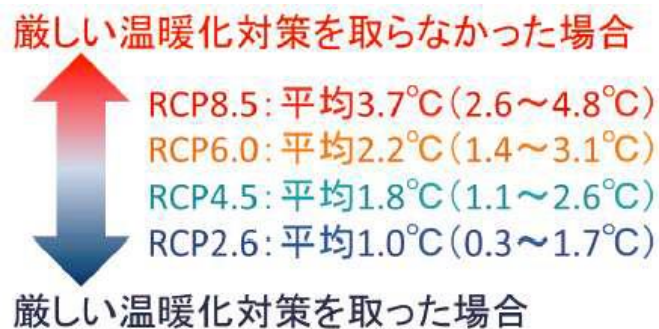 厳しい温暖化対策を取らなかった場合
RCP8.5：平均3.7℃（2.6～4.8℃）
RCP6.0：平均2.2℃（1.4～3.1℃）
RCP4.5：平均1.8℃（1.1～2.6℃）
RCP2.6：平均1.0℃（0.3～1.7℃）
厳しい温暖化対策を取った場合